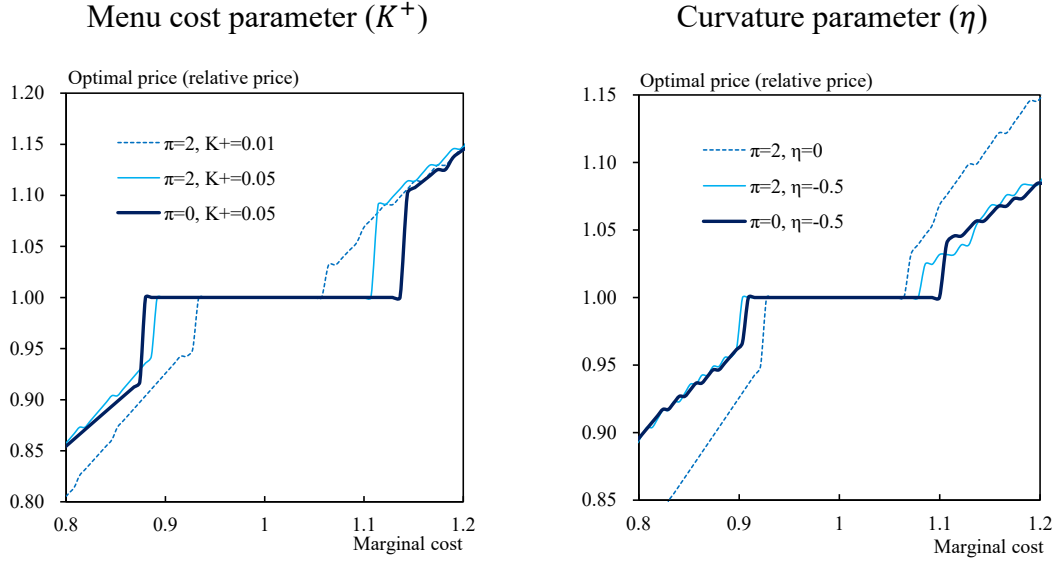 Menu cost parameter (K⁺)
Optimal price (relative price)
1.20
1.15
1.10
1.05
1.00
0.95
0.90
0.85
0.80
π=2, K+=0.01
π=2, K+=0.05
π=0, K+=0.05
0.8 0.9 1 1.1 1.2
Marginal cost
Curvature parameter (η)
Optimal price (relative price)
1.15
1.10
1.05
1.00
0.95
0.90
0.85
π=2, η=0
π=2, η=-0.5
π=0, η=-0.5
0.8 0.9 1 1.1 1.2
Marginal cost